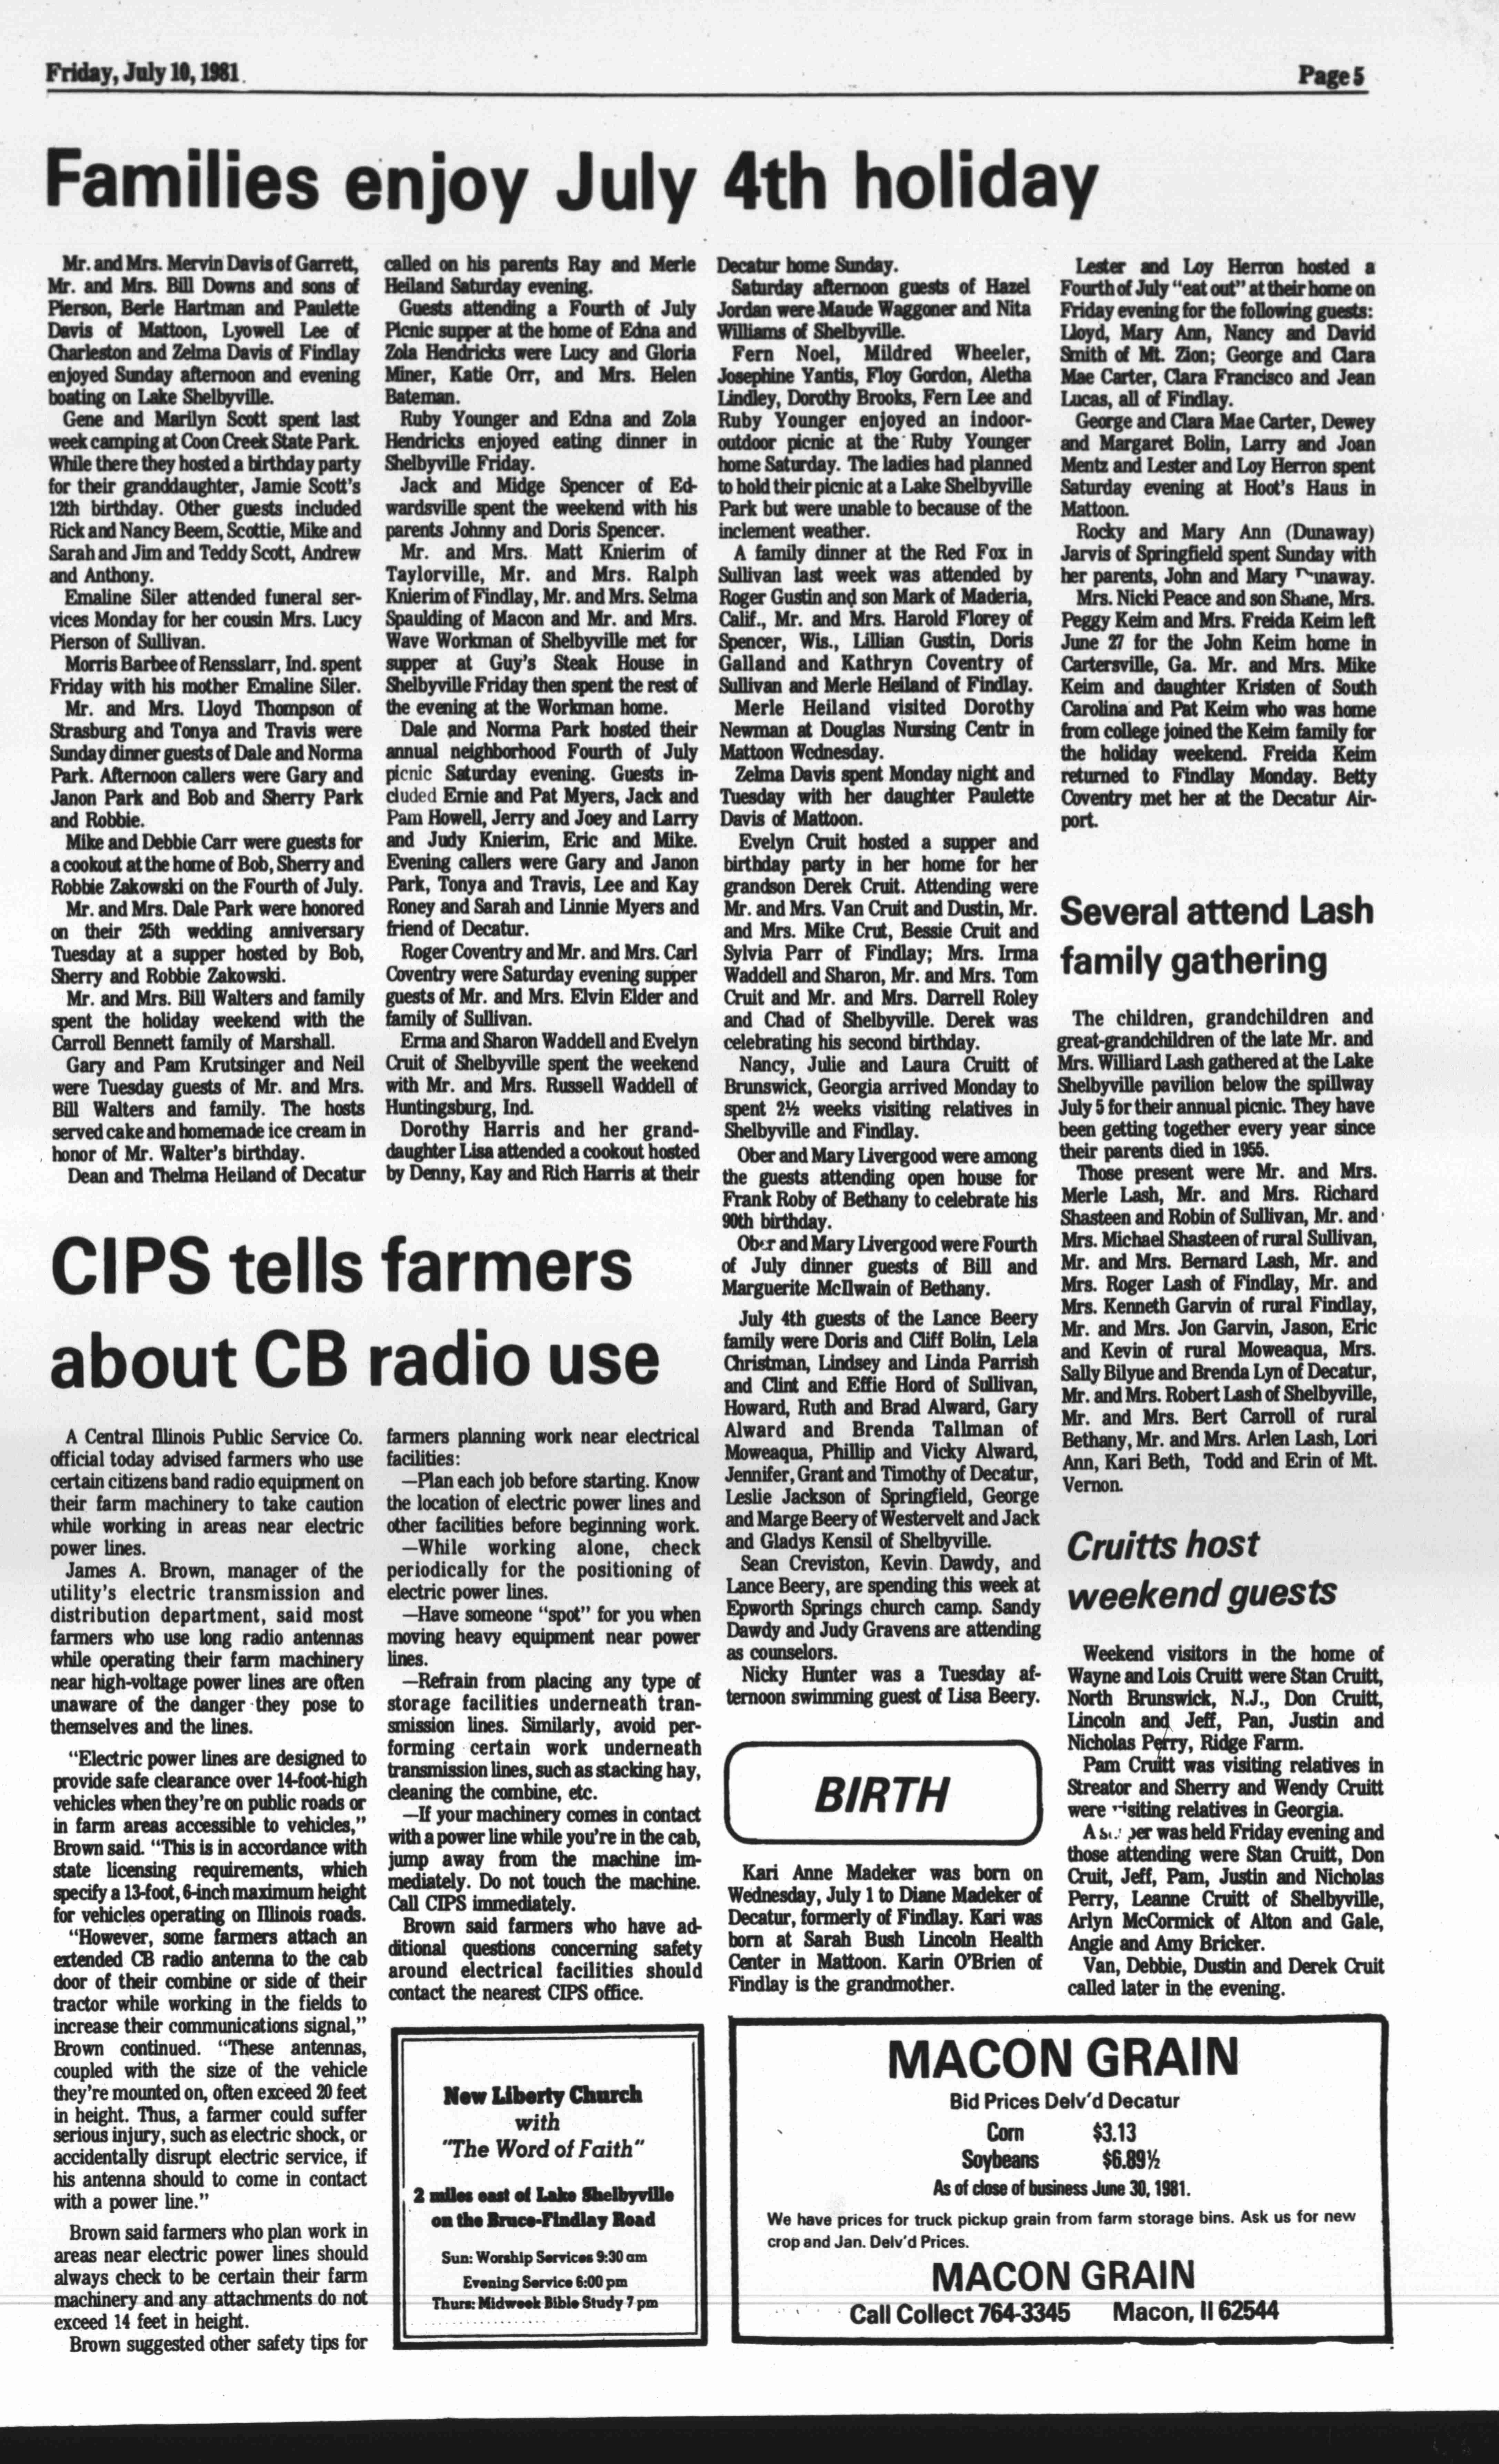 Friday, July 10, 1981
Page 5
Families enjoy July 4th holiday
Mr. and Mrs. Mervin Davis of Garrett,
Mr. and Mrs. Bill Downs and sons of
Pierson, Berle Hartman and Paulette
Davis of Mattoon, Lyowell Lee of
Charleston and Zelma Davis of Findlay
enjoyed Sunday afternoon and evening
boating on Lake Shelbyville.
Gene and Marilyn Scott spent last
week camping at Coon Creek State Park.
While there they hosted a birthday party
for their granddaughter, Jamie Scott's
12th birthday. Other guests included
Rick and Nancy Beem, Scottie, Mike and
Sarah and Jim and Teddy Scott, Andrew
and Anthony.
Emaline Siler attended funeral ser-
vices Monday for her cousin Mrs. Lucy
Pierson of Sullivan.
Morris Barbee of Rensslarr, Ind. spent
Friday with his mother Emaline Siler.
Mr. and Mrs. Lloyd Thompson of
Strasburg and Tonya and Travis were
Sunday dinner guests of Dale and Norma
Park. Afternoon callers were Gary and
Janon Park and Bob and Sherry Park
and Robbie.
Mike and Debbie Carr were guests for
a cookout at the home of Bob, Sherry and
Robbie Zakowski on the Fourth of July.
Mr. and Mrs. Dale Park were honored
on their 25th wedding anniversary
Tuesday at a supper hosted by Bob,
Sherry and Robbie Zakowski.
Mr. and Mrs. Bill Walters and family
spent the holiday weekend with the
Carroll Bennett family of Marshall.
Gary and Pam Krutsinger and Neil
were Tuesday guests of Mr. and Mrs.
Bill Walters and family. The hosts
served cake and homemade ice cream in
honor of Mr. Walter's birthday.
Dean and Thelma Heiland of Decatur
called on his parents Ray and Merle
Heiland Saturday evening.
Guests attending a Fourth of July
Picnic supper at the home of Edna and
Zola Hendricks were Lucy and Gloria
Miner, Katie Orr, and Mrs. Helen
Bateman.
Ruby Younger and Edna and Zola
Hendricks enjoyed eating dinner in
Shelbyville Friday.
Jack and Midge Spencer of Ed-
wardsville spent the weekend with his
parents Johnny and Doris Spencer.
Mr. and Mrs. Matt Knierim of
Taylorville, Mr. and Mrs. Ralph
Knierim of Findlay, Mr. and Mrs. Selma
Spaulding of Macon and Mr. and Mrs.
Wave Workman of Shelbyville met for
supper at Guy's Steak House in
Shelbyville Friday then spent the rest of
the evening at the Workman home.
Dale and Norma Park hosted their
annual neighborhood Fourth of July
picnic Saturday evening. Guests in-
cluded Ernie and Pat Myers, Jack and
Pam Howell, Jerry and Joey and Larry
and Judy Knierim, Eric and Mike.
Evening callers were Gary and Janon
Park, Tonya and Travis, Lee and Kay
Roney and Sarah and Linnie Myers and
friend of Decatur.
Roger Coventry and Mr. and Mrs. Carl
Coventry were Saturday evening supper
guests of Mr. and Mrs. Elvin Elder and
family of Sullivan.
Erma and Sharon Waddell and Evelyn
Cruit of Shelbyville spent the weekend
with Mr. and Mrs. Russell Waddell of
Huntingsburg, Ind.
Dorothy Harris and her grand-
daughter Lisa attended a cookout hosted
by Denny, Kay and Rich Harris at their
Decatur home Sunday.
Saturday afternoon guests of Hazel
Jordan were Maude Waggoner and Nita
Williams of Shelbyville.
Fern Noel, Mildred Wheeler,
Josephine Yantis, Floy Gordon, Aletha
Lindley, Dorothy Brooks, Fern Lee and
Ruby Younger enjoyed an indoor-
outdoor picnic at the Ruby Younger
home Saturday. The ladies had planned
to hold their picnic at a Lake Shelbyville
Park but were unable to because of the
inclement weather.
A family dinner at the Red Fox in
Sullivan last week was attended by
Roger Gustin and son Mark of Maderia,
Calif., Mr. and Mrs. Harold Florey of
Spencer, Wis., Lillian Gustin, Doris
Galland and Kathryn Coventry of
Sullivan and Merle Heiland of Findlay.
Merle Heiland visited Dorothy
Newman at Douglas Nursing Centr in
Mattoon Wednesday.
Zelma Davis spent Monday night and
Tuesday with her daughter Paulette
Davis of Mattoon.
Evelyn Cruit hosted a supper and
birthday party in her home for her
grandson Derek Cruit. Attending were
Mr. and Mrs. Van Cruit and Dustin, Mr.
and Mrs. Mike Crut, Bessie Cruit and
Sylvia Parr of Findlay; Mrs. Irma
Waddell and Sharon, Mr. and Mrs. Tom
Cruit and Mr. and Mrs. Darrell Roley
and Chad of Shelbyville. Derek was
celebrating his second birthday.
Nancy, Julie and Laura Cruitt of
Brunswick, Georgia arrived Monday to
spent 2½ weeks visiting relatives in
Shelbyville and Findlay.
Ober and Mary Livergood were among
the guests attending open house for
Frank Roby of Bethany to celebrate his
90th birthday.
Ober and Mary Livergood were Fourth
of July dinner guests of Bill and
Marguerite McIlwain of Bethany.
July 4th guests of the Lance Beery
family were Doris and Cliff Bolin, Lela
Christman, Lindsey and Linda Parrish
and Clint and Effie Hord of Sullivan,
Howard, Ruth and Brad Alward, Gary
Alward and Brenda Tallman of
Moweaqua, Phillip and Vicky Alward,
Jennifer, Grant and Timothy of Decatur,
Leslie Jackson of Springfield, George
and Marge Beery of Westervelt and Jack
and Gladys Kensil of Shelbyville.
Sean Creviston, Kevin Dawdy, and
Lance Beery, are spending this week at
Epworth Springs church camp. Sandy
Dawdy and Judy Gravens are attending
as counselors.
Nicky Hunter was a Tuesday af-
ternoon swimming guest of Lisa Beery.
Lester and Loy Herron hosted a
Fourth of July "eat out" at their home on
Friday evening for the following guests:
Lloyd, Mary Ann, Nancy and David
Smith of Mt. Zion; George and Clara
Mae Carter, Clara Francisco and Jean
Lucas, all of Findlay.
George and Clara Mae Carter, Dewey
and Margaret Bolin, Larry and Joan
Mentz and Lester and Loy Herron spent
Saturday evening at Hoot's Haus in
Mattoon.
Rocky and Mary Ann (Dunaway)
Jarvis of Springfield spent Sunday with
her parents, John and Mary Dunaway.
Mrs. Nicki Peace and son Shane, Mrs.
Peggy Keim and Mrs. Freida Keim left
June 27 for the John Keim home in
Cartersville, Ga. Mr. and Mrs. Mike
Keim and daughter Kristen of South
Carolina and Pat Keim who was home
from college joined the Keim family for
the holiday weekend. Freida Keim
returned to Findlay Monday. Betty
Coventry met her at the Decatur Air-
port.
Several attend Lash
family gathering
The children, grandchildren and
great-grandchildren of the late Mr. and
Mrs. Williard Lash gathered at the Lake
Shelbyville pavilion below the spillway
July 5 for their annual picnic. They have
been getting together every year since
their parents died in 1955.
Those present were Mr. and Mrs.
Merle Lash, Mr. and Mrs. Richard
Shasteen and Robin of Sullivan, Mr. and
Mrs. Michael Shasteen of rural Sullivan,
Mr. and Mrs. Bernard Lash, Mr. and
Mrs. Roger Lash of Findlay, Mr. and
Mrs. Kenneth Garvin of rural Findlay,
Mr. and Mrs. Jon Garvin, Jason, Eric
and Kevin of rural Moweaqua, Mrs.
Sally Bilyue and Brenda Lyn of Decatur,
Mr. and Mrs. Robert Lash of Shelbyville,
Mr. and Mrs. Bert Carroll of rural
Bethany, Mr. and Mrs. Arlen Lash, Lori
Ann, Kari Beth, Todd and Erin of Mt.
Vernon.
Cruitts host
weekend guests
Weekend visitors in the home of
Wayne and Lois Cruitt were Stan Cruitt,
North Brunswick, N.J., Don Cruitt,
Lincoln and Jeff, Pan, Justin and
Nicholas Perry, Ridge Farm.
Pam Cruitt was visiting relatives in
Streator and Sherry and Wendy Cruitt
were visiting relatives in Georgia.
A supper was held Friday evening and
those attending were Stan Cruitt, Don
Cruit, Jeff, Pam, Justin and Nicholas
Perry, Leanne Cruitt of Shelbyville,
Arlyn McCormick of Alton and Gale,
Angie and Amy Bricker.
Van, Debbie, Dustin and Derek Cruit
called later in the evening.
CIPS tells farmers
about CB radio use
A Central Illinois Public Service Co.
official today advised farmers who use
certain citizens band radio equipment on
their farm machinery to take caution
while working in areas near electric
power lines.
James A. Brown, manager of the
utility's electric transmission and
distribution department, said most
farmers who use long radio antennas
while operating their farm machinery
near high-voltage power lines are often
unaware of the danger they pose to
themselves and the lines.
"Electric power lines are designed to
provide safe clearance over 14-foot-high
vehicles when they're on public roads or
in farm areas accessible to vehicles,"
Brown said. "This is in accordance with
state licensing requirements, which
specify a 13-foot, 6-inch maximum height
for vehicles operating on Illinois roads.
"However, some farmers attach an
extended CB radio antenna to the cab
door of their combine or side of their
tractor while working in the fields to
increase their communications signal,"
Brown continued. "These antennas,
coupled with the size of the vehicle
they're mounted on, often exceed 20 feet
in height. Thus, a farmer could suffer
serious injury, such as electric shock, or
accidentally disrupt electric service, if
his antenna should to come in contact
with a power line."
Brown said farmers who plan work in
areas near electric power lines should
always check to be certain their farm
machinery and any attachments do not
exceed 14 feet in height.
Brown suggested other safety tips for
farmers planning work near electrical
facilities:
—Plan each job before starting. Know
the location of electric power lines and
other facilities before beginning work.
—While working alone, check
periodically for the positioning of
electric power lines.
—Have someone "spot" for you when
moving heavy equipment near power
lines.
—Refrain from placing any type of
storage facilities underneath tran-
smission lines. Similarly, avoid per-
forming certain work underneath
transmission lines, such as stacking hay,
cleaning the combine, etc.
—If your machinery comes in contact
with a power line while you're in the cab,
jump away from the machine im-
mediately. Do not touch the machine.
Call CIPS immediately.
Brown said farmers who have ad-
ditional questions concerning safety
around electrical facilities should
contact the nearest CIPS office.
BIRTH
Kari Anne Madeker was born on
Wednesday, July 1 to Diane Madeker of
Decatur, formerly of Findlay. Kari was
born at Sarah Bush Lincoln Health
Center in Mattoon. Karin O'Brien of
Findlay is the grandmother.
New Liberty Church
with
"The Word of Faith"
2 miles east of Lake Shelbyville
on the Bruce-Findlay Road
Sun: Worship Services 9:30 am
Evening Service 6:00 pm
Thurs: Midweek Bible Study 7 pm
MACON GRAIN
Bid Prices Delv'd Decatur
Corn $3.13
Soybeans $6.89½
As of close of business June 30, 1981.
We have prices for truck pickup grain from farm storage bins. Ask us for new
crop and Jan. Delv'd Prices.
MACON GRAIN
Call Collect 764-3345 Macon, Il 62544